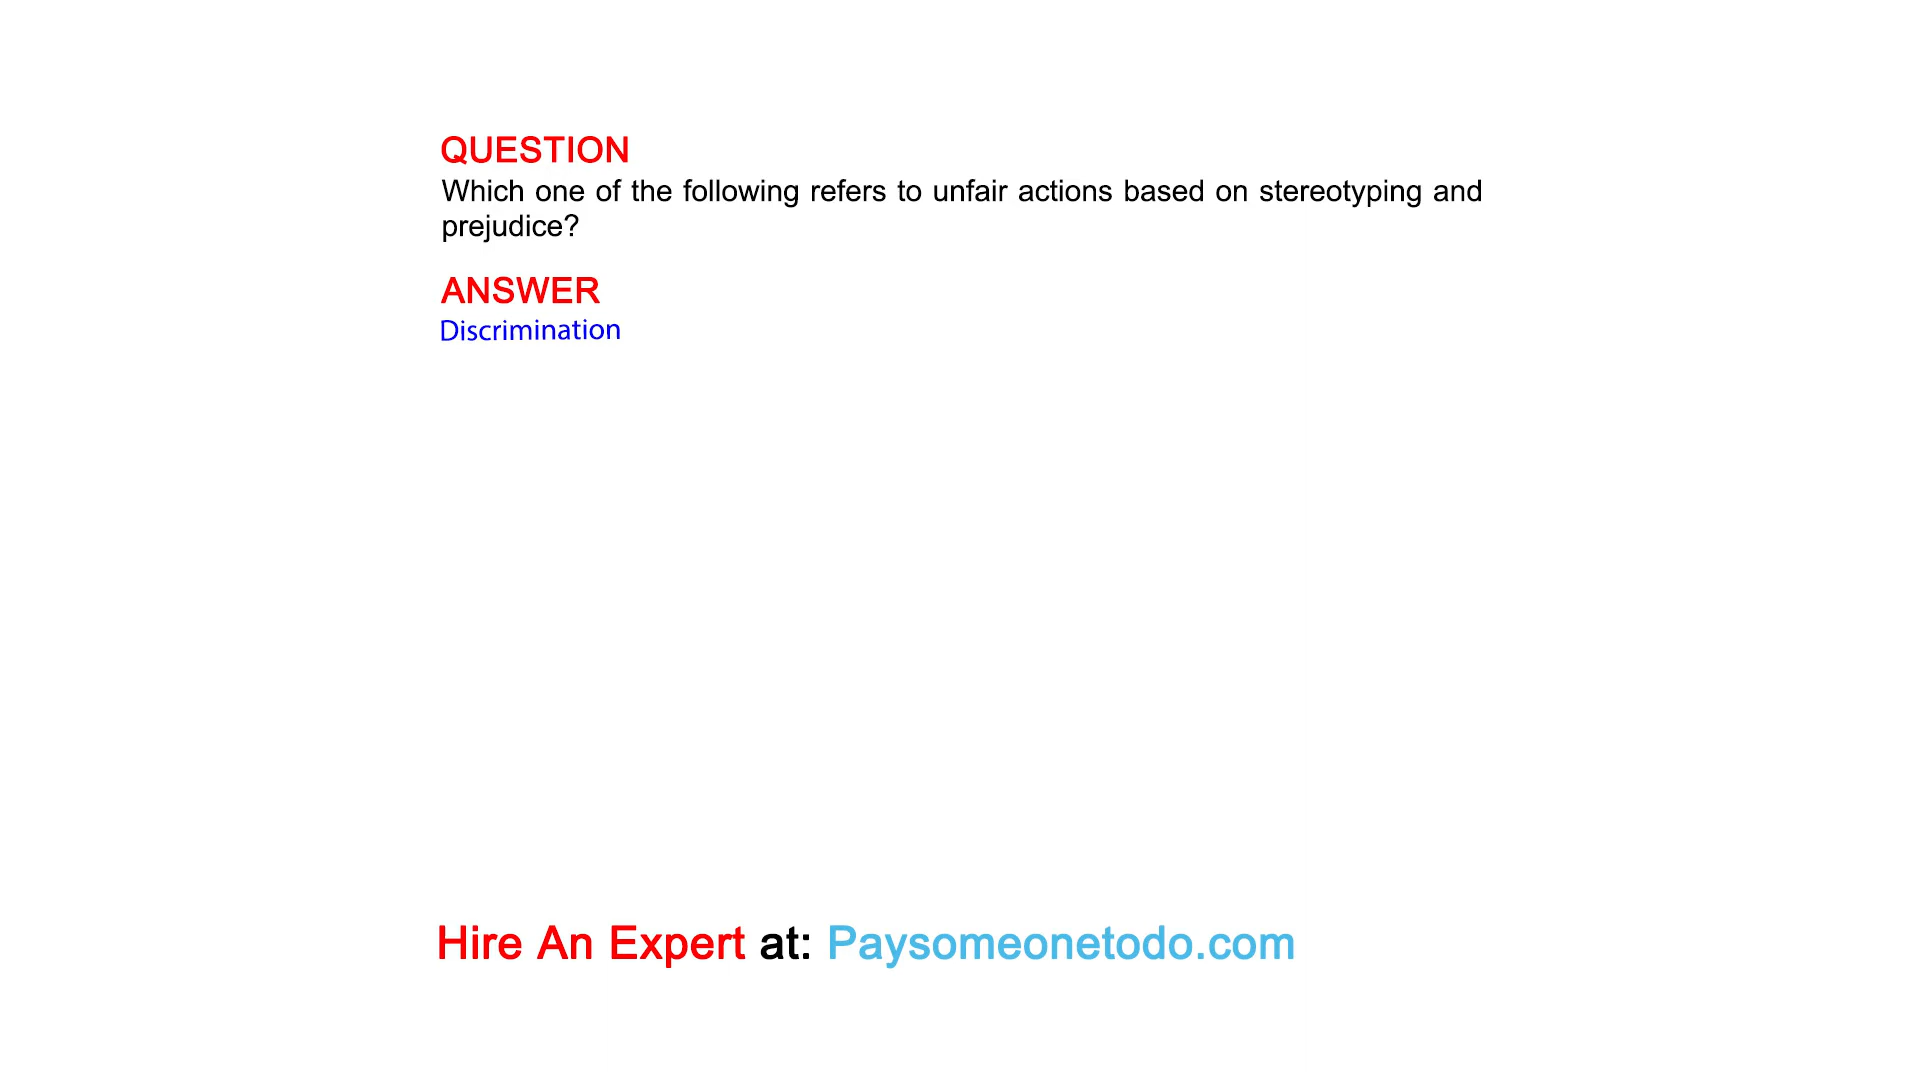 QUESTION
Which one of the following refers to unfair actions based on stereotyping and
prejudice?
ANSWER
Discrimination
Hire An Expert at: Paysomeonetodo.com